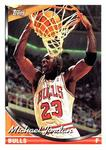 Topps
BULLS
23
Michael Jordan
BULLS
F